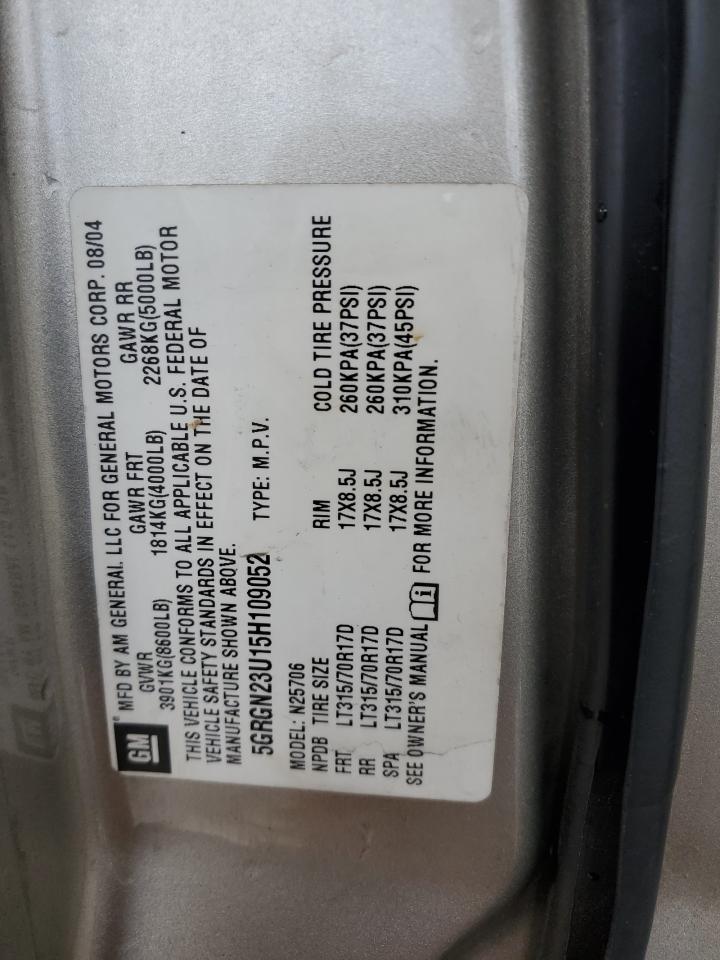 GM
MFD BY AM GENERAL LLC FOR GENERAL MOTORS CORP. 08/04
GVWR GAWR FRT GAWR RR
3901KG(8600LB) 1814KG(4000LB) 2268KG(5000LB)
THIS VEHICLE CONFORMS TO ALL APPLICABLE U.S. FEDERAL MOTOR
VEHICLE SAFETY STANDARDS IN EFFECT ON THE DATE OF
MANUFACTURE SHOWN ABOVE.
5GRGN23U15H109052 TYPE: M.P.V.
MODEL: N25706
NPDB TIRE SIZE RIM COLD TIRE PRESSURE
FRT LT315/70R17D 17X8.5J 260KPA(37PSI)
RR LT315/70R17D 17X8.5J 260KPA(37PSI)
SPA LT315/70R17D 17X8.5J 310KPA(45PSI)
SEE OWNER'S MANUAL i FOR MORE INFORMATION.